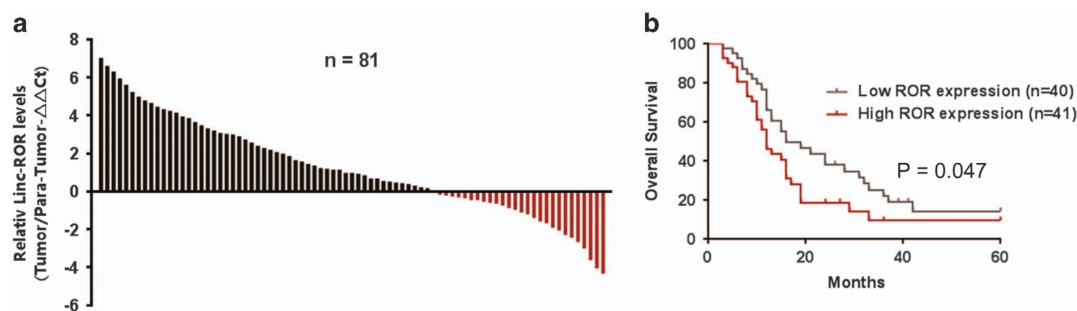 a
Relativ Linc-ROR levels
(Tumor/Para-Tumor-△△Ct)
8
6
4
2
0
-2
-4
-6
n = 81
b
Overall Survival
100
80
60
40
20
0
Low ROR expression (n=40)
High ROR expression (n=41)
P = 0.047
0
20
40
60
Months